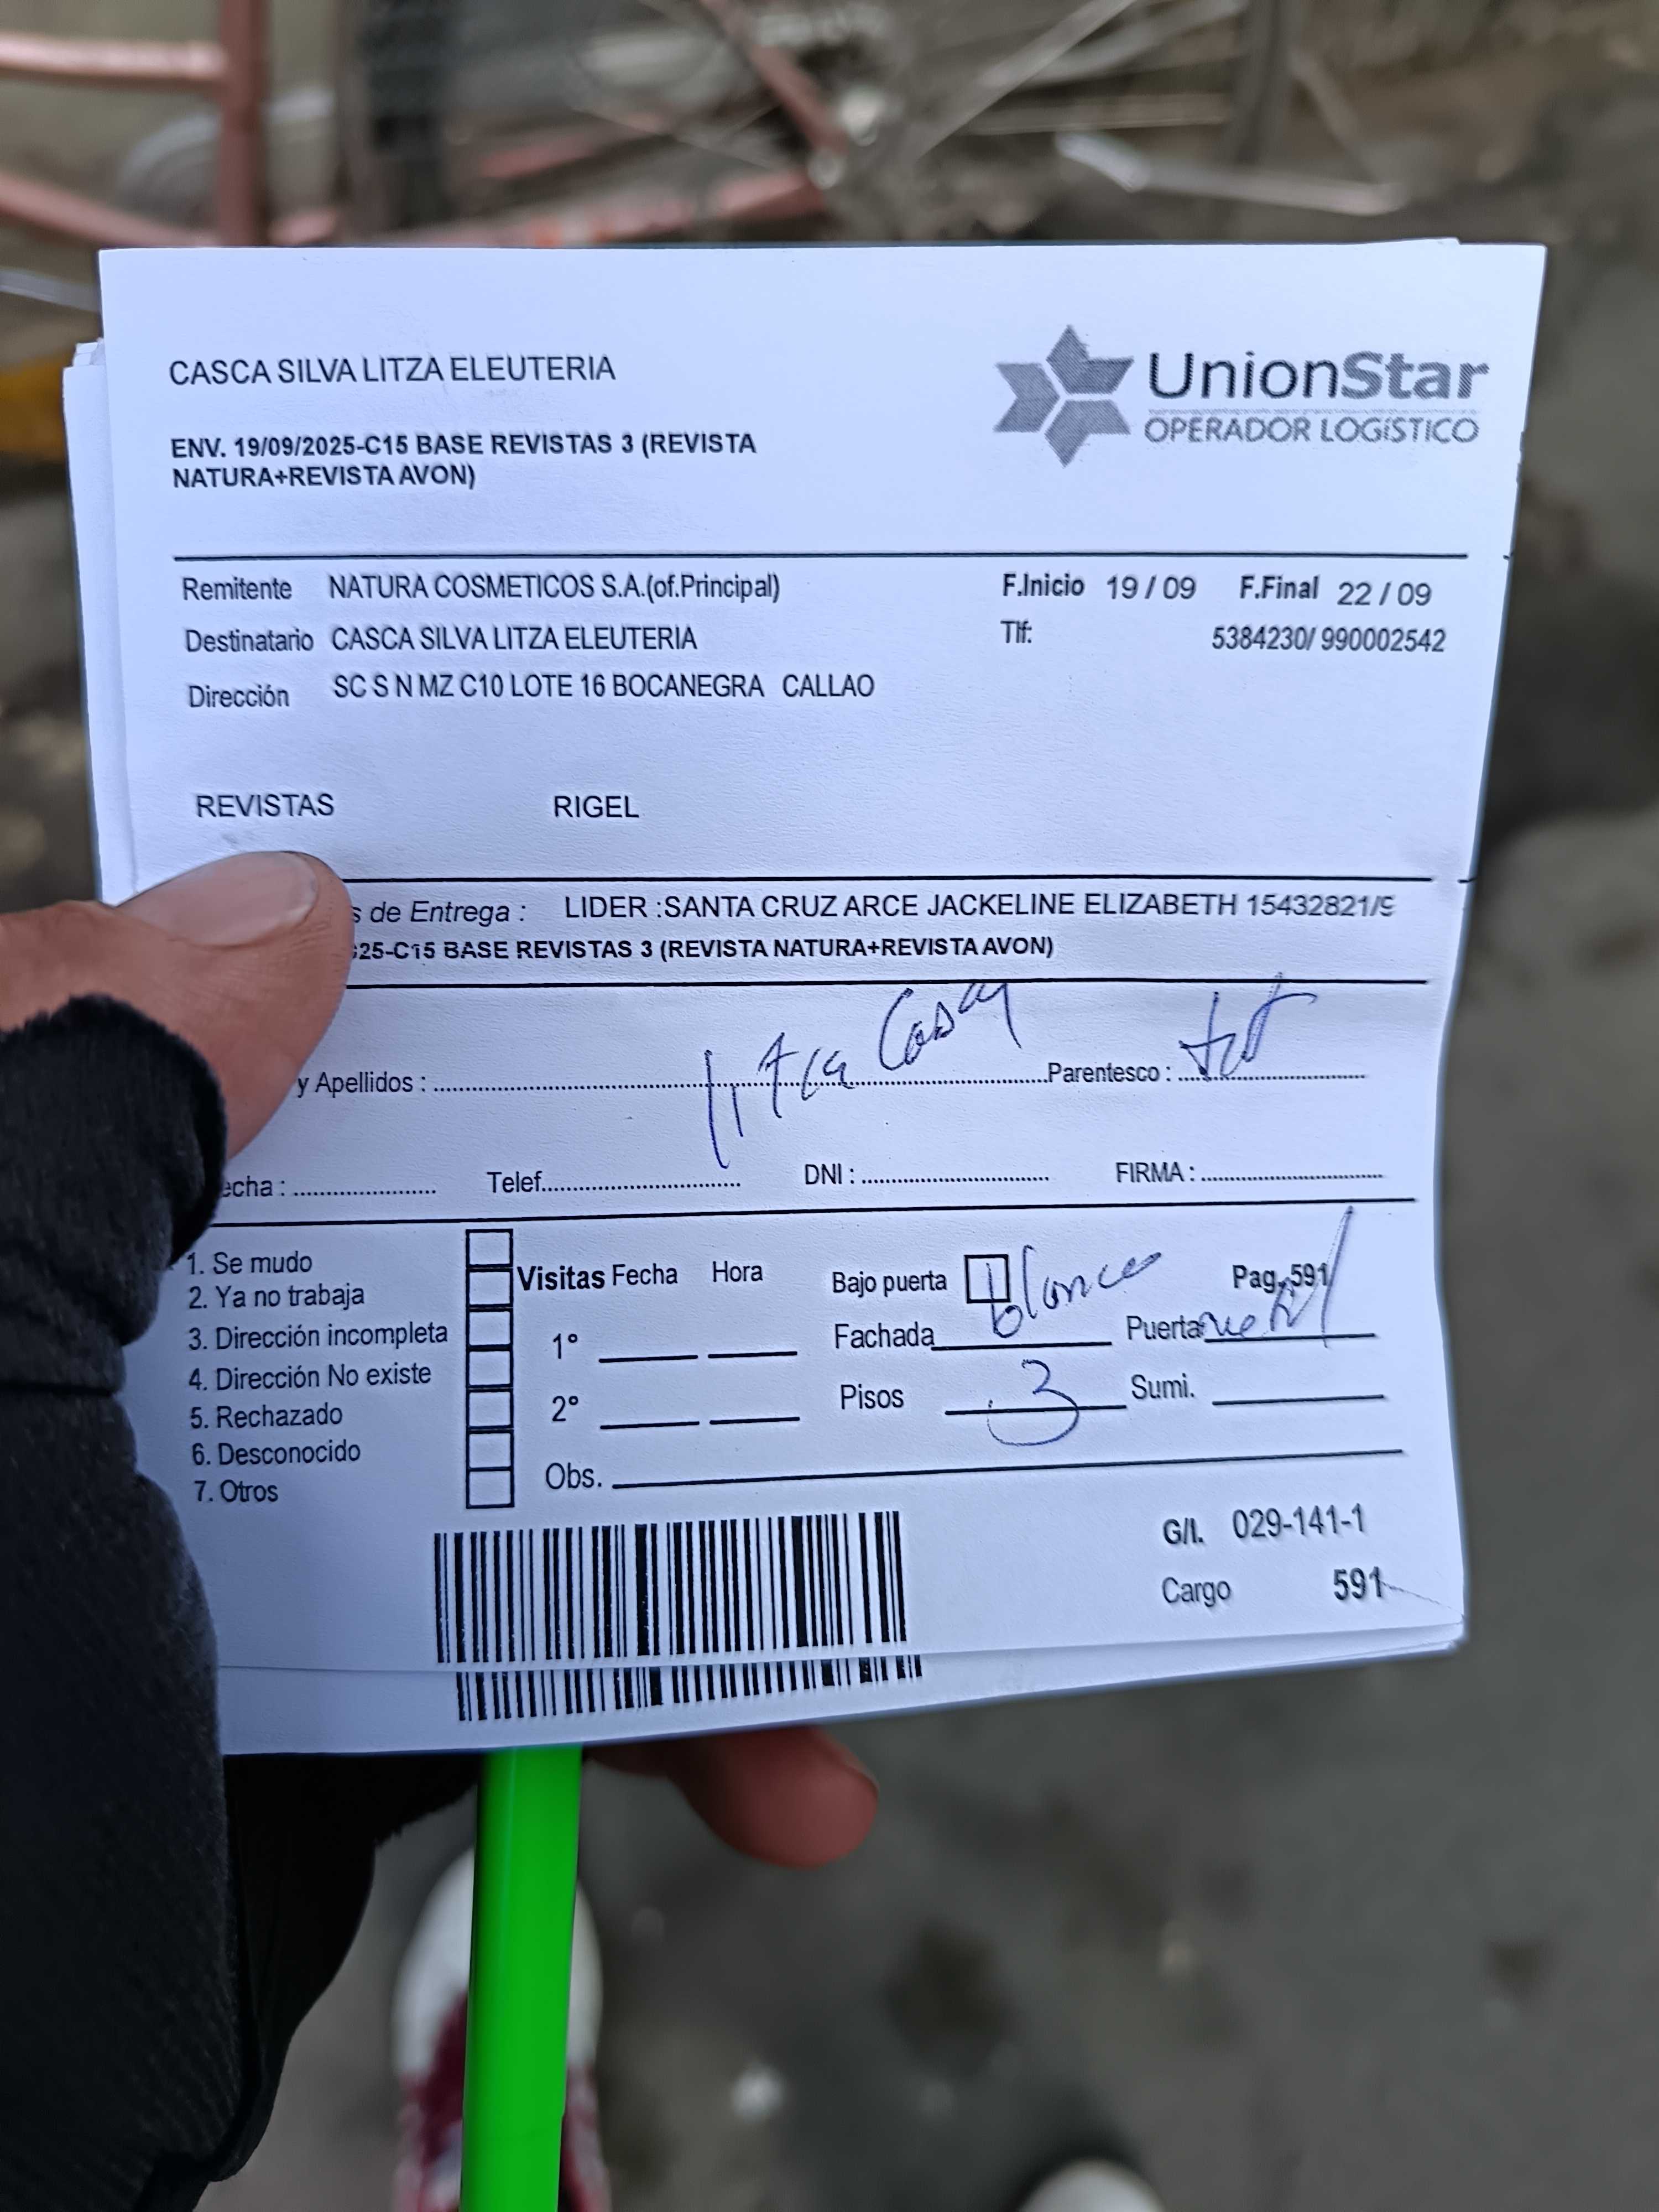 CASCA SILVA LITZA ELEUTERIA
UnionStar
OPERADOR LOGÍSTICO
ENV. 19/09/2025-C15 BASE REVISTAS 3 (REVISTA
NATURA+REVISTA AVON)
Remitente NATURA COSMETICOS S.A.(of.Principal) F.Inicio 19 / 09 F.Final 22 / 09
Destinatario CASCA SILVA LITZA ELEUTERIA Tlf: 5384230/ 990002542
Dirección SC S N MZ C10 LOTE 16 BOCANEGRA CALLAO
REVISTAS RIGEL
s de Entrega : LIDER :SANTA CRUZ ARCE JACKELINE ELIZABETH 15432821/9
25-C15 BASE REVISTAS 3 (REVISTA NATURA+REVISTA AVON)
y Apellidos : Litza Casca Parentesco :
echa : Telef. DNI : FIRMA :
1. Se mudo
2. Ya no trabaja
3. Dirección incompleta
4. Dirección No existe
5. Rechazado
6. Desconocido
7. Otros
Visitas Fecha Hora
1°
2°
Obs.
Bajo puerta Pag. 591
Fachada blanco Puerta metal
Pisos 3 Sumi.
G/I. 029-141-1
Cargo 591